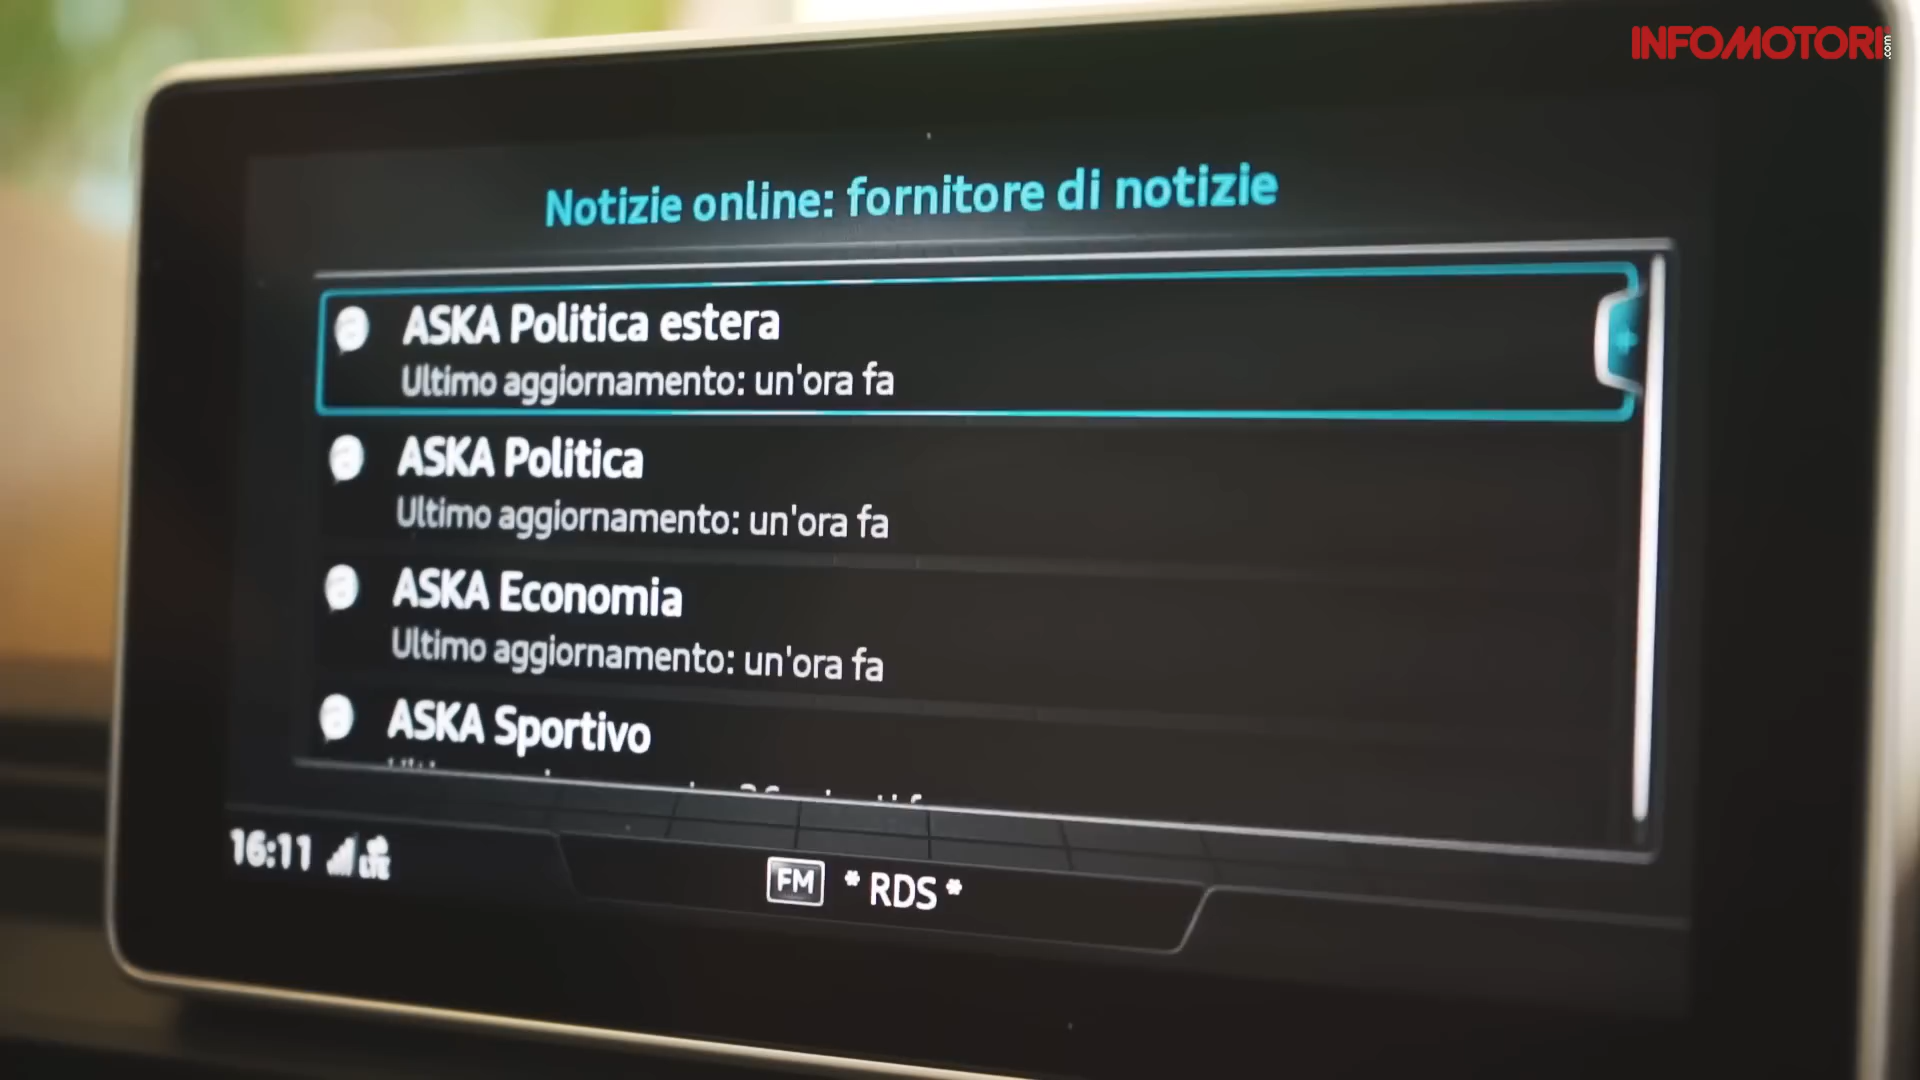 INFOMOTORI.com
Notizie online: fornitore di notizie
ASKA Politica estera
Ultimo aggiornamento: un'ora fa
ASKA Politica
Ultimo aggiornamento: un'ora fa
ASKA Economia
Ultimo aggiornamento: un'ora fa
ASKA Sportivo
16:11 LTE
FM * RDS *